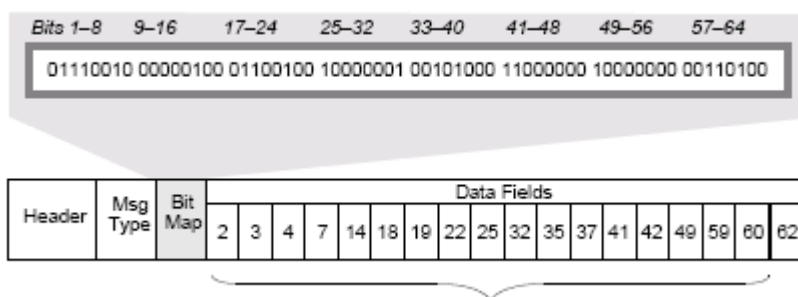 Bits 1–8 9–16 17–24 25–32 33–40 41–48 49–56 57–64
01110010 00000100 01100100 10000001 00101000 11000000 10000000 00110100
Header Msg Type Bit Map Data Fields
2 3 4 7 14 18 19 22 25 32 35 37 41 42 49 59 60 62